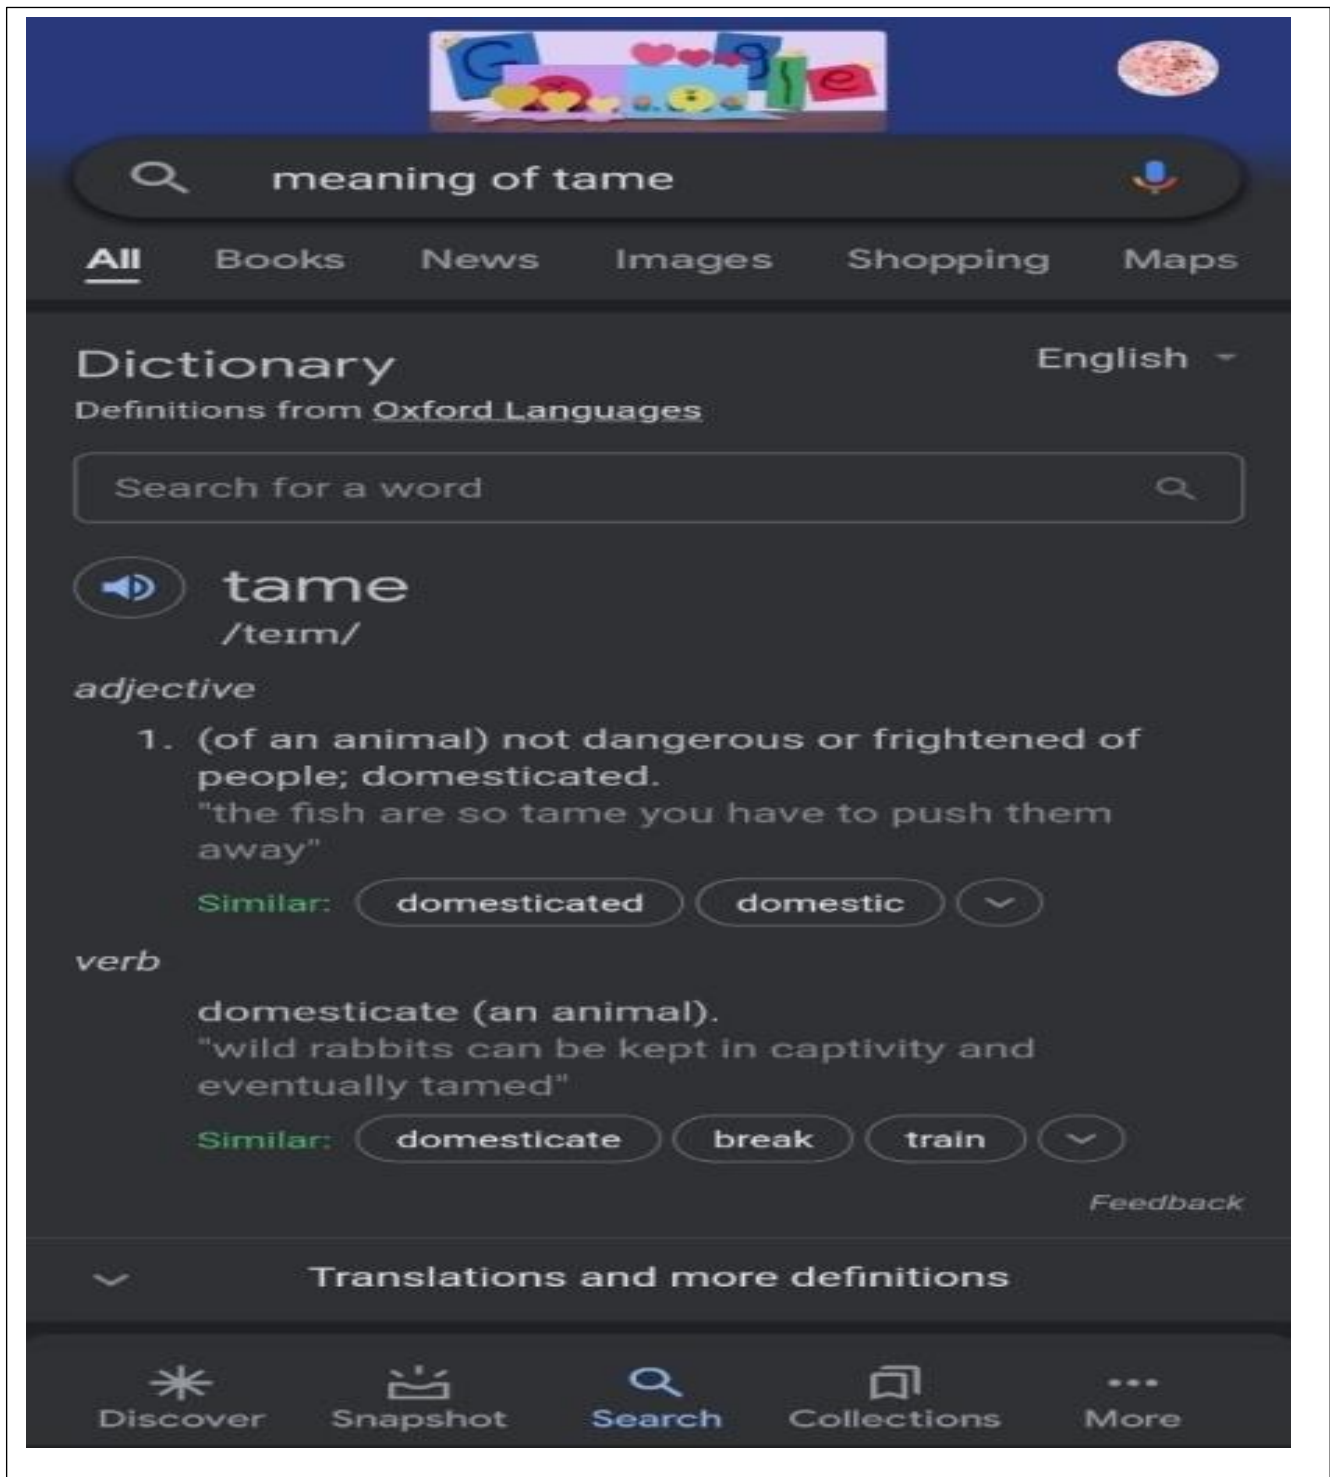 Google
meaning of tame
All Books News Images Shopping Maps
Dictionary
English
Definitions from Oxford Languages
Search for a word
tame
/teɪm/
adjective
1. (of an animal) not dangerous or frightened of
people; domesticated.
"the fish are so tame you have to push them
away"
Similar: domesticated domestic
verb
domesticate (an animal).
"wild rabbits can be kept in captivity and
eventually tamed"
Similar: domesticate break train
Feedback
Translations and more definitions
Discover Snapshot Search Collections More